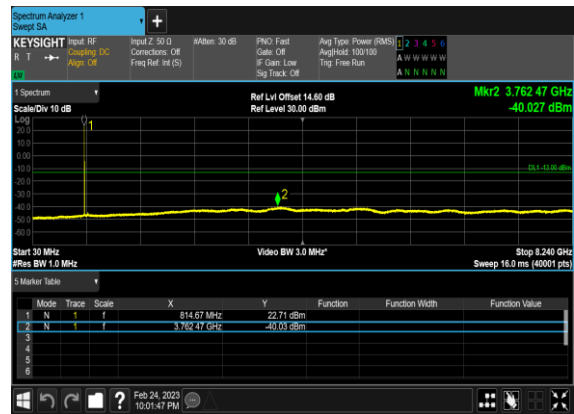 Spectrum Analyzer 1
Swept SA
+
KEYSIGHT Input: RF
R T Coupling: DC
Align: Off
LW
Input Z: 50 Ω
Corrections: Off
Freq Ref: Int (S)
#Atten: 30 dB
PNO: Fast
Gate: Off
IF Gain: Low
Sig Track: Off
Avg Type: Power (RMS)
Avg|Hold: 100/100
Trig: Free Run
1 2 3 4 5 6
A W W W W W
A N N N N N
1 Spectrum
Scale/Div 10 dB
Ref Lvl Offset 14.60 dB
Ref Level 30.00 dBm
Mkr2 3.762 47 GHz
-40.027 dBm
Log
20.0
10.0
0.00
-10.0
-20.0
-30.0
-40.0
-50.0
-60.0
1
2
DL1 -13.00 dBm
Start 30 MHz
#Res BW 1.0 MHz
Video BW 3.0 MHz*
Stop 8.240 GHz
Sweep 16.0 ms (40001 pts)
5 Marker Table
Mode Trace Scale X Y Function Function Width Function Value
1 N 1 f 814.67 MHz 22.71 dBm
2 N 1 f 3.762 47 GHz -40.03 dBm
3
4
5
6
?
Feb 24, 2023
10:01:47 PM